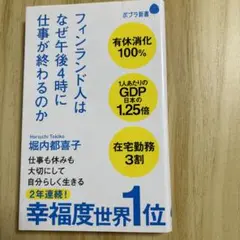 ポプラ新書
フィンランド人は
なぜ午後4時に
仕事が終わるのか
Horiuchi Tokiko
堀内都喜子
有休消化
100%
1人あたりの
GDP
日本の
1.25倍
在宅勤務
3割
仕事も休みも
大切にして
自分らしく生きる
2年連続!
幸福度世界1位